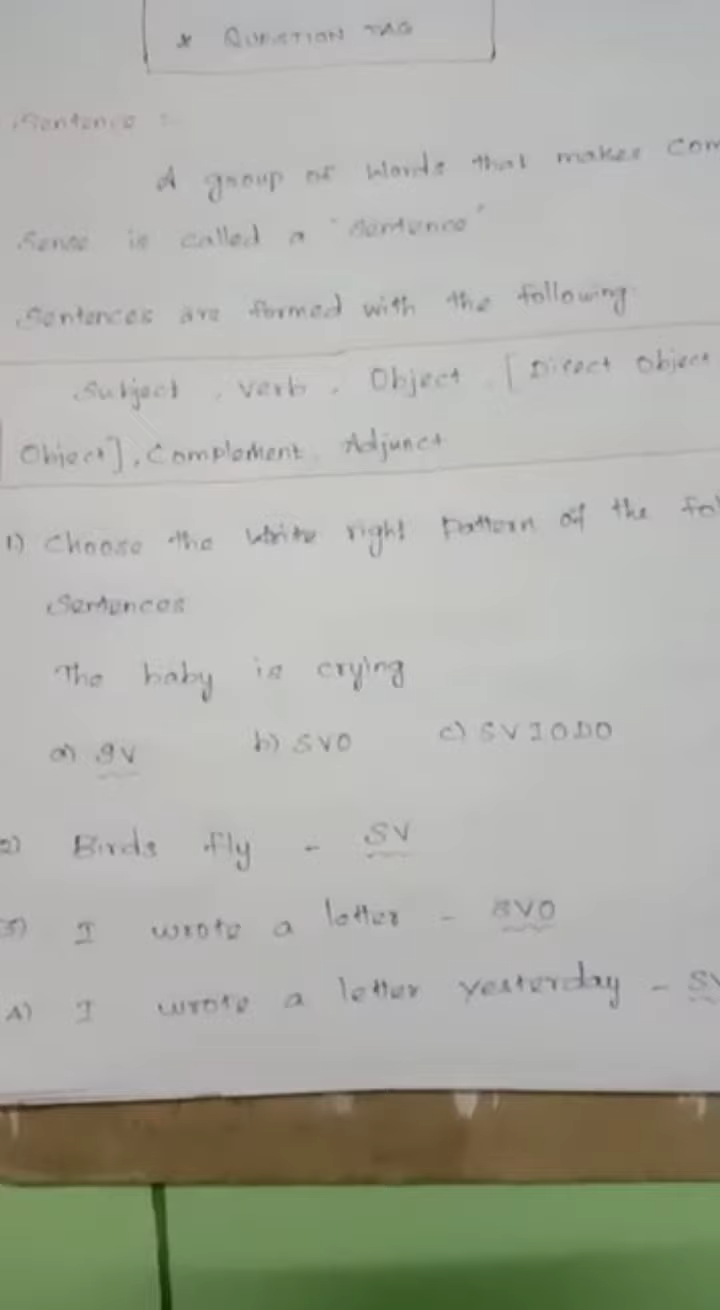 * QUESTION TAG
Sentence :
A group of words that makes com
Sense is called a "Sentence"
Sentences are formed with the following
Subject, Verb, Object, [Direct Object
Object], Complement, Adjunct
1) Choose the write right Pattern of the fol
Sentences
The baby is crying
a) SV b) SVO c) SVIODO
2) Birds fly - SV
3) I wrote a letter - SVO
4) I wrote a letter yesterday - SV